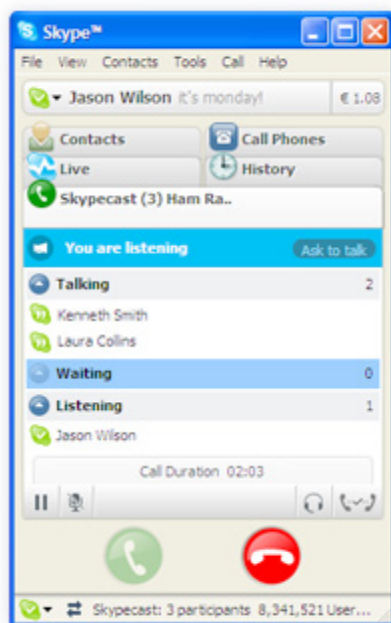 Skype™
File View Contacts Tools Call Help
Jason Wilson it's monday! € 1.08
Contacts Call Phones
Live History
Skypecast (3) Ham Ra..
You are listening Ask to talk
Talking 2
Kenneth Smith
Laura Collins
Waiting 0
Listening 1
Jason Wilson
Call Duration 02:03
Skypecast: 3 participants 8,341,521 User...